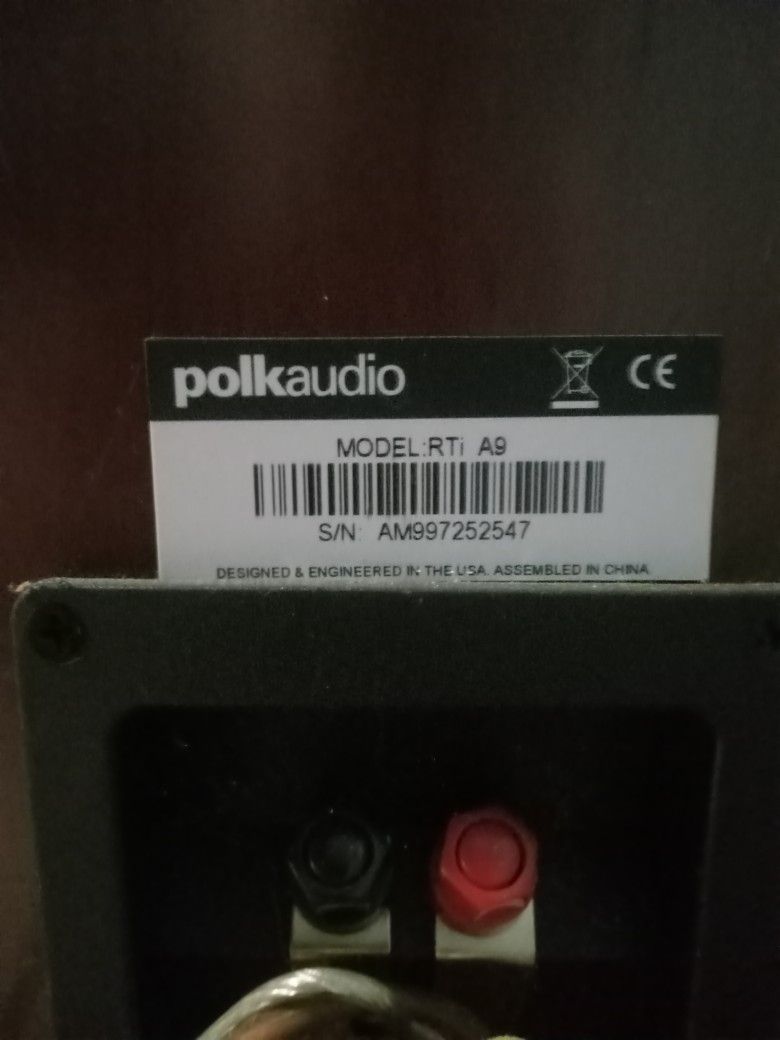 polkaudio CE
MODEL:RTi A9
S/N: AM997252547
DESIGNED & ENGINEERED IN THE USA. ASSEMBLED IN CHINA.